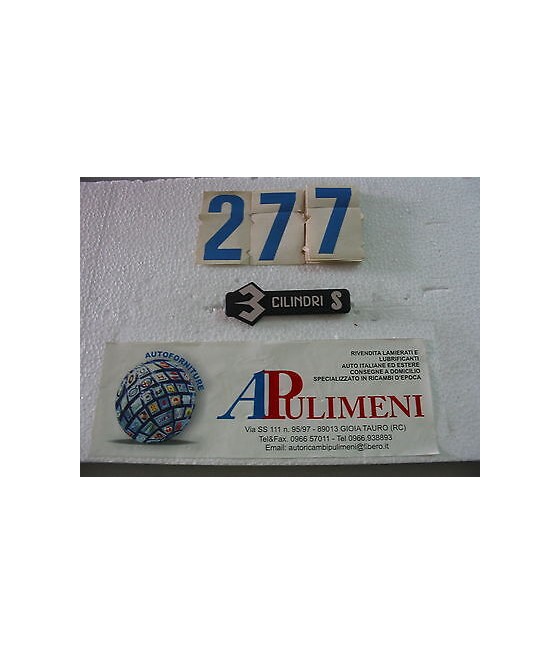 277
3 CILINDRI S
AUTOFORNITURE
RIVENDITA LAMIERATI E
LUBRIFICANTI
AUTO ITALIANE ED ESTERE
CONSEGNE A DOMICILIO
SPECIALIZZATO IN RICAMBI D'EPOCA
APULIMENI
Via SS 111 n. 95/97 - 89013 GIOIA TAURO (RC)
Tel&Fax. 0966 57011 - Tel 0966.938893
Email: autoricambipulimeni@libero.it